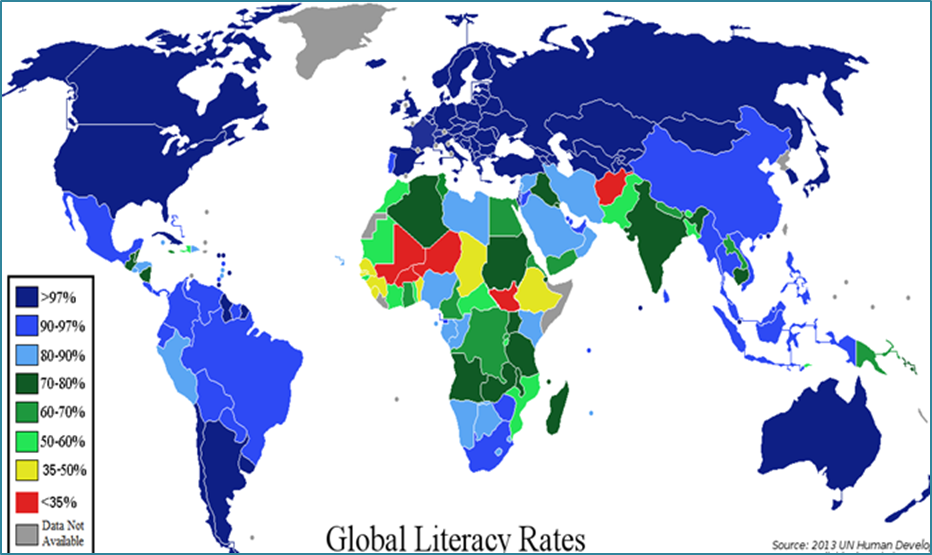 >97%
90-97%
80-90%
70-80%
60-70%
50-60%
35-50%
<35%
Data Not
Available
Global Literacy Rates
Source: 2013 UN Human Develo